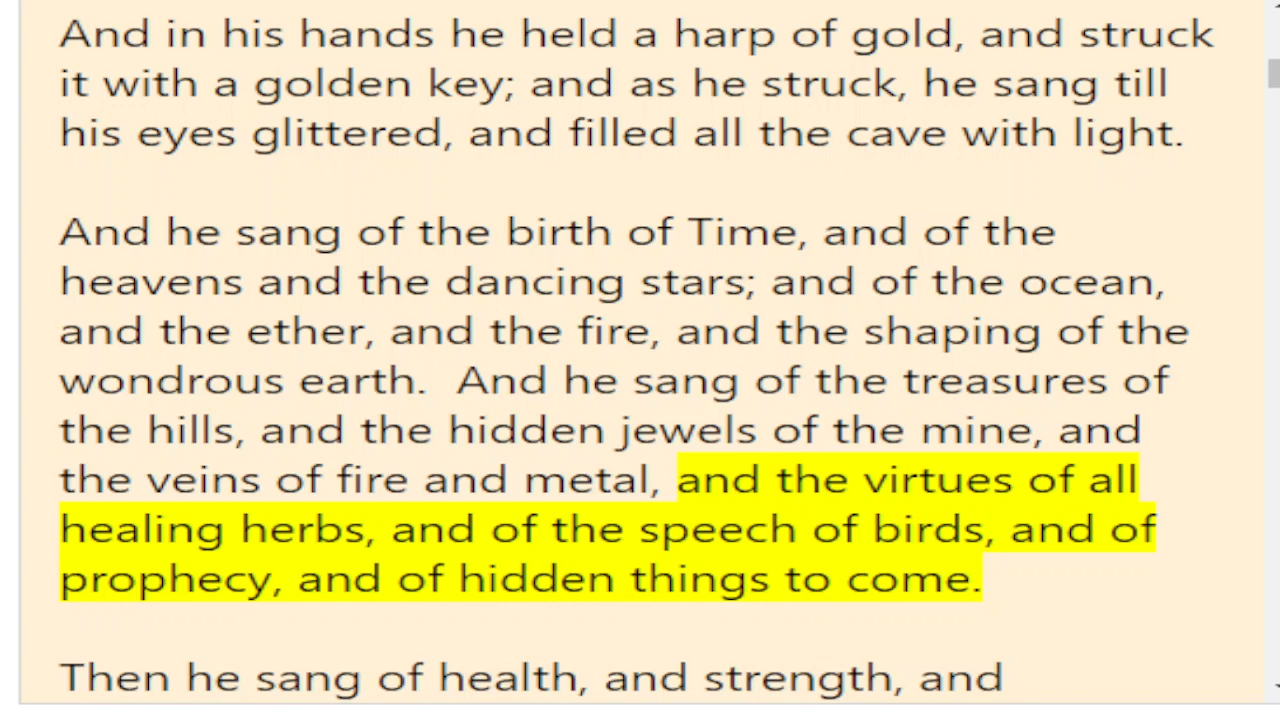 And in his hands he held a harp of gold, and struck
it with a golden key; and as he struck, he sang till
his eyes glittered, and filled all the cave with light.
And he sang of the birth of Time, and of the
heavens and the dancing stars; and of the ocean,
and the ether, and the fire, and the shaping of the
wondrous earth.  And he sang of the treasures of
the hills, and the hidden jewels of the mine, and
the veins of fire and metal, and the virtues of all
healing herbs, and of the speech of birds, and of
prophecy, and of hidden things to come.
Then he sang of health, and strength, and